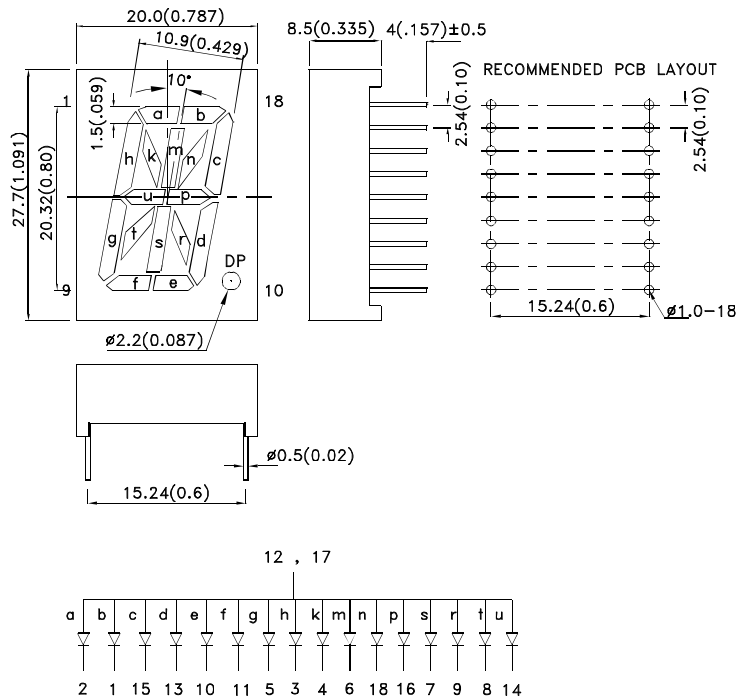 20.0(0.787)
10.9(0.429)
10°
1.5(.059)
27.7(1.091)
20.32(0.80)
1
18
9
10
a
b
h
k
m
n
c
u
p
g
t
s
r
d
f
e
DP
ø2.2(0.087)
8.5(0.335)
4(.157)±0.5
2.54(0.10)
RECOMMENDED PCB LAYOUT
2.54(0.10)
15.24(0.6)
ø1.0-18
ø0.5(0.02)
15.24(0.6)
12 , 17
a b c d e f g h k m n p s r t u
2 1 15 13 10 11 5 3 4 6 18 16 7 9 8 14